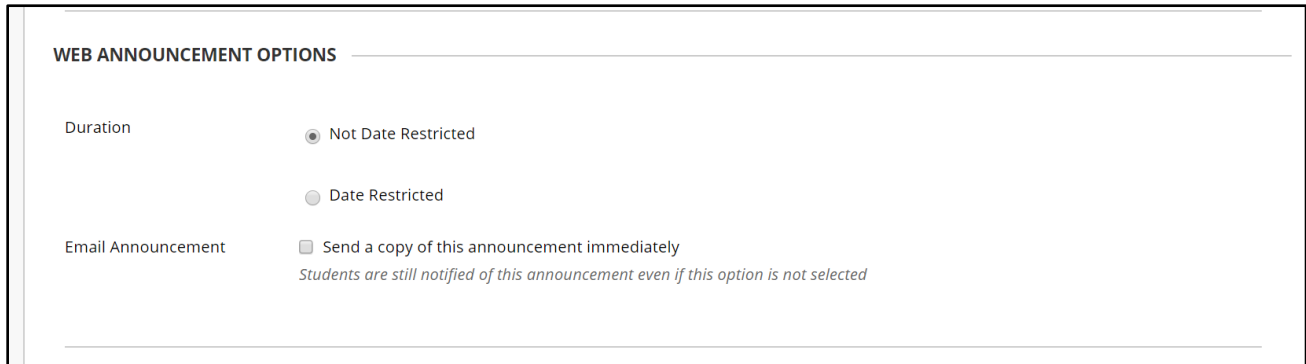 WEB ANNOUNCEMENT OPTIONS
Duration
Not Date Restricted
Date Restricted
Email Announcement
Send a copy of this announcement immediately
Students are still notified of this announcement even if this option is not selected